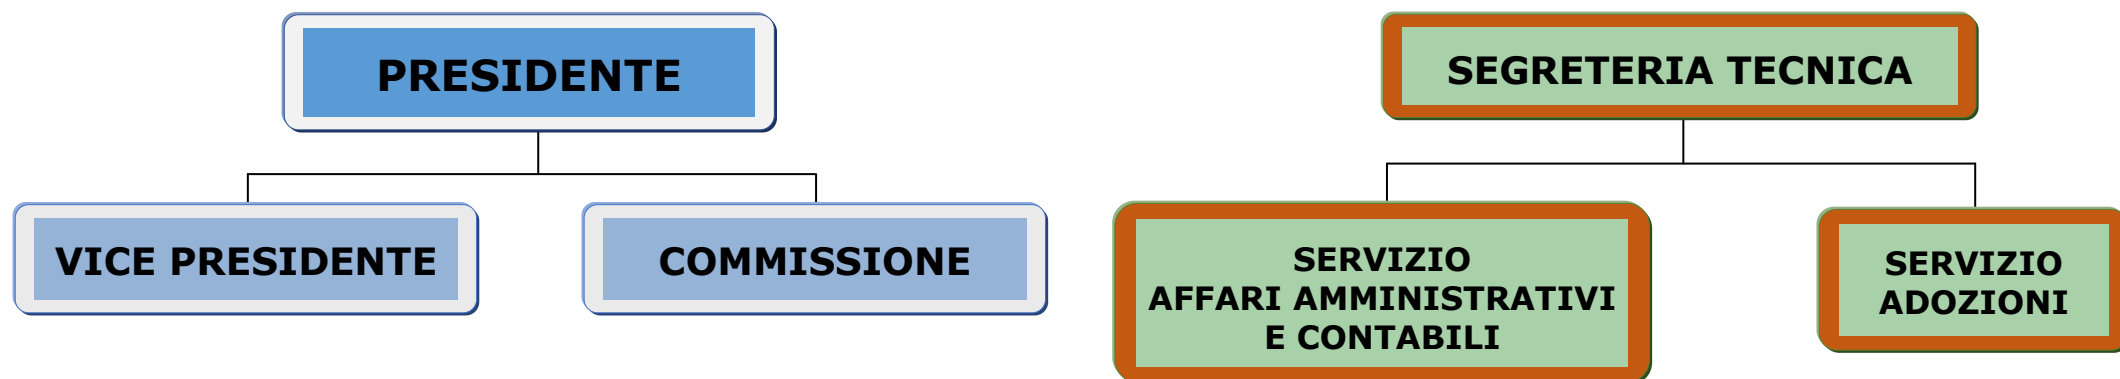 PRESIDENTE
VICE PRESIDENTE
COMMISSIONE
SEGRETERIA TECNICA
SERVIZIO
AFFARI AMMINISTRATIVI
E CONTABILI
SERVIZIO
ADOZIONI